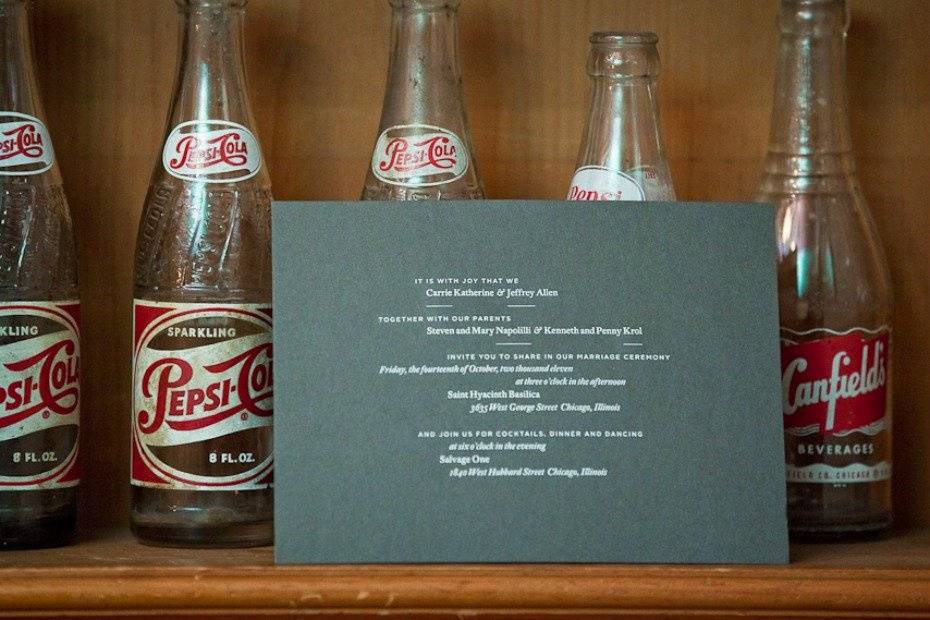 PEPSI-COLA
PEPSI-COLA
PEPSI-COLA
Pepsi
SPARKLING
PEPSI-COLA
8 FL. OZ.
8 FL. OZ.
IT IS WITH JOY THAT WE
Carrie Katherine & Jeffrey Allen
TOGETHER WITH OUR PARENTS
Steven and Mary Napolilli & Kenneth and Penny Krol
INVITE YOU TO SHARE IN OUR MARRIAGE CEREMONY
Friday, the fourteenth of October, two thousand eleven
at three o'clock in the afternoon
Saint Hyacinth Basilica
3635 West George Street Chicago, Illinois
AND JOIN US FOR COCKTAILS, DINNER AND DANCING
at six o'clock in the evening
Salvage One
1840 West Hubbard Street Chicago, Illinois
Canfield's
BEVERAGES